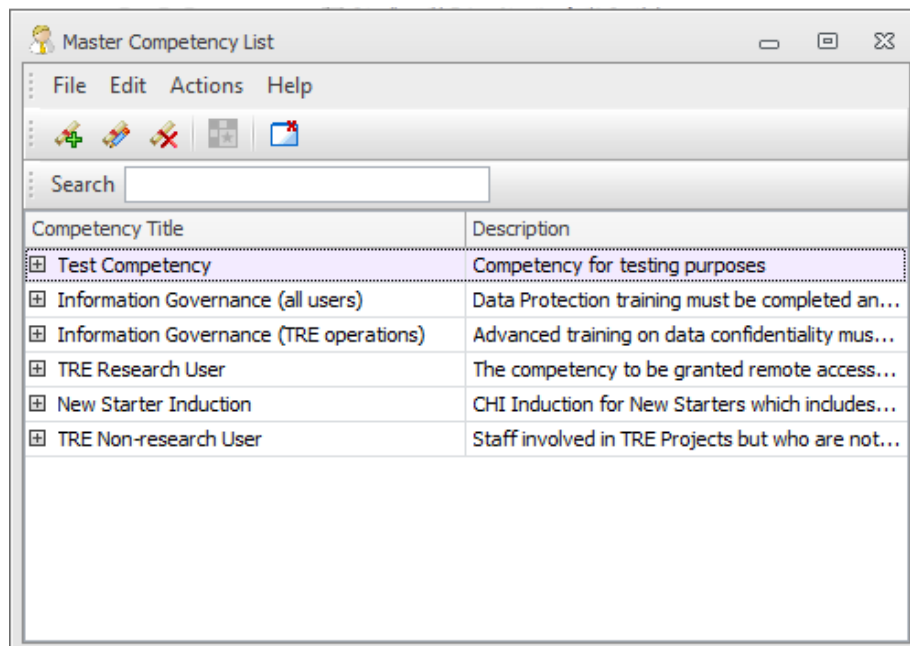 Master Competency List
File Edit Actions Help
Search
Competency Title Description
Test Competency Competency for testing purposes
Information Governance (all users) Data Protection training must be completed an...
Information Governance (TRE operations) Advanced training on data confidentiality mus...
TRE Research User The competency to be granted remote access...
New Starter Induction CHI Induction for New Starters which includes...
TRE Non-research User Staff involved in TRE Projects but who are not...